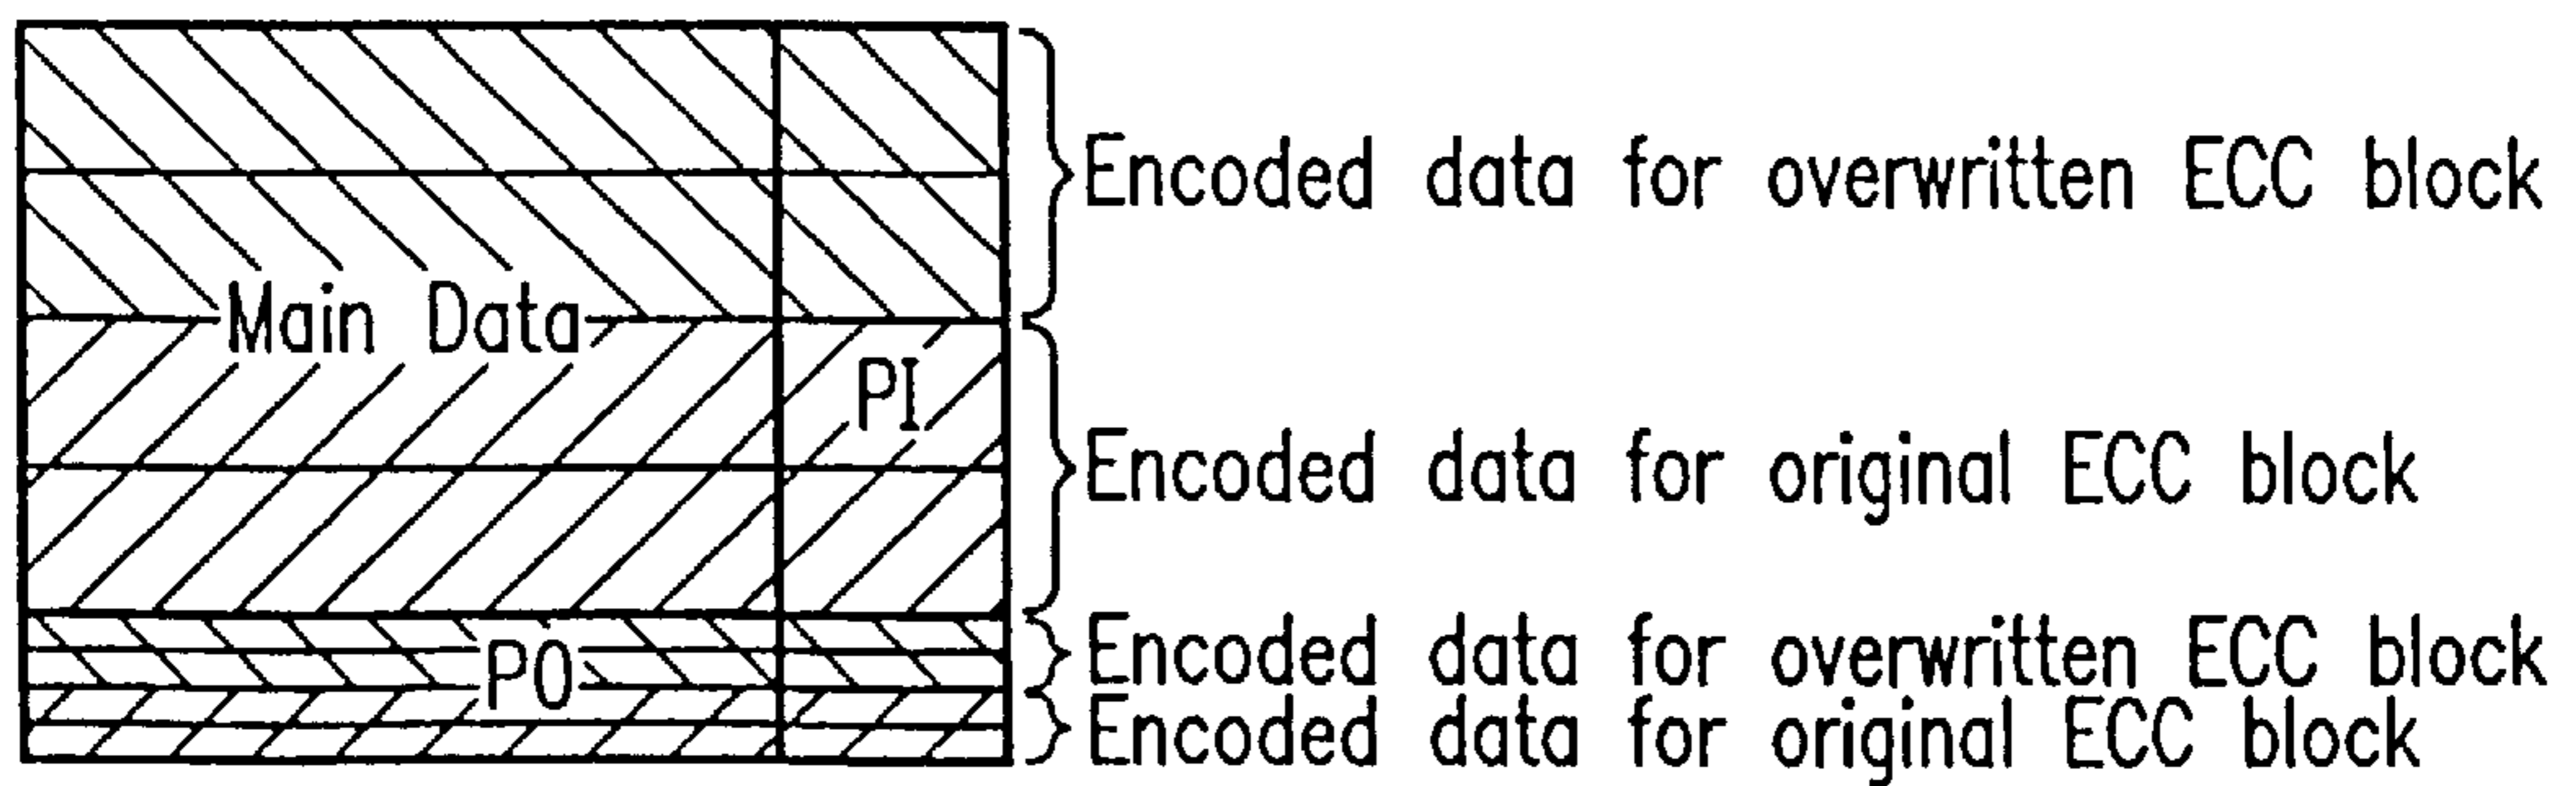 Encoded data for overwritten ECC block
Main Data
PI
Encoded data for original ECC block
PO
Encoded data for overwritten ECC block
Encoded data for original ECC block